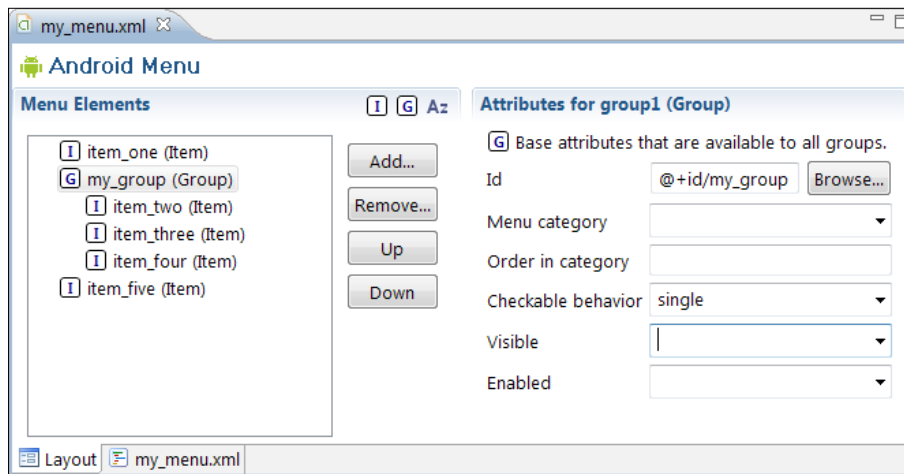 my_menu.xml
Android Menu
Menu Elements
I G Az
I item_one (Item)
G my_group (Group)
I item_two (Item)
I item_three (Item)
I item_four (Item)
I item_five (Item)
Add...
Remove...
Up
Down
Attributes for group1 (Group)
G Base attributes that are available to all groups.
Id @+id/my_group Browse...
Menu category
Order in category
Checkable behavior single
Visible
Enabled
Layout my_menu.xml